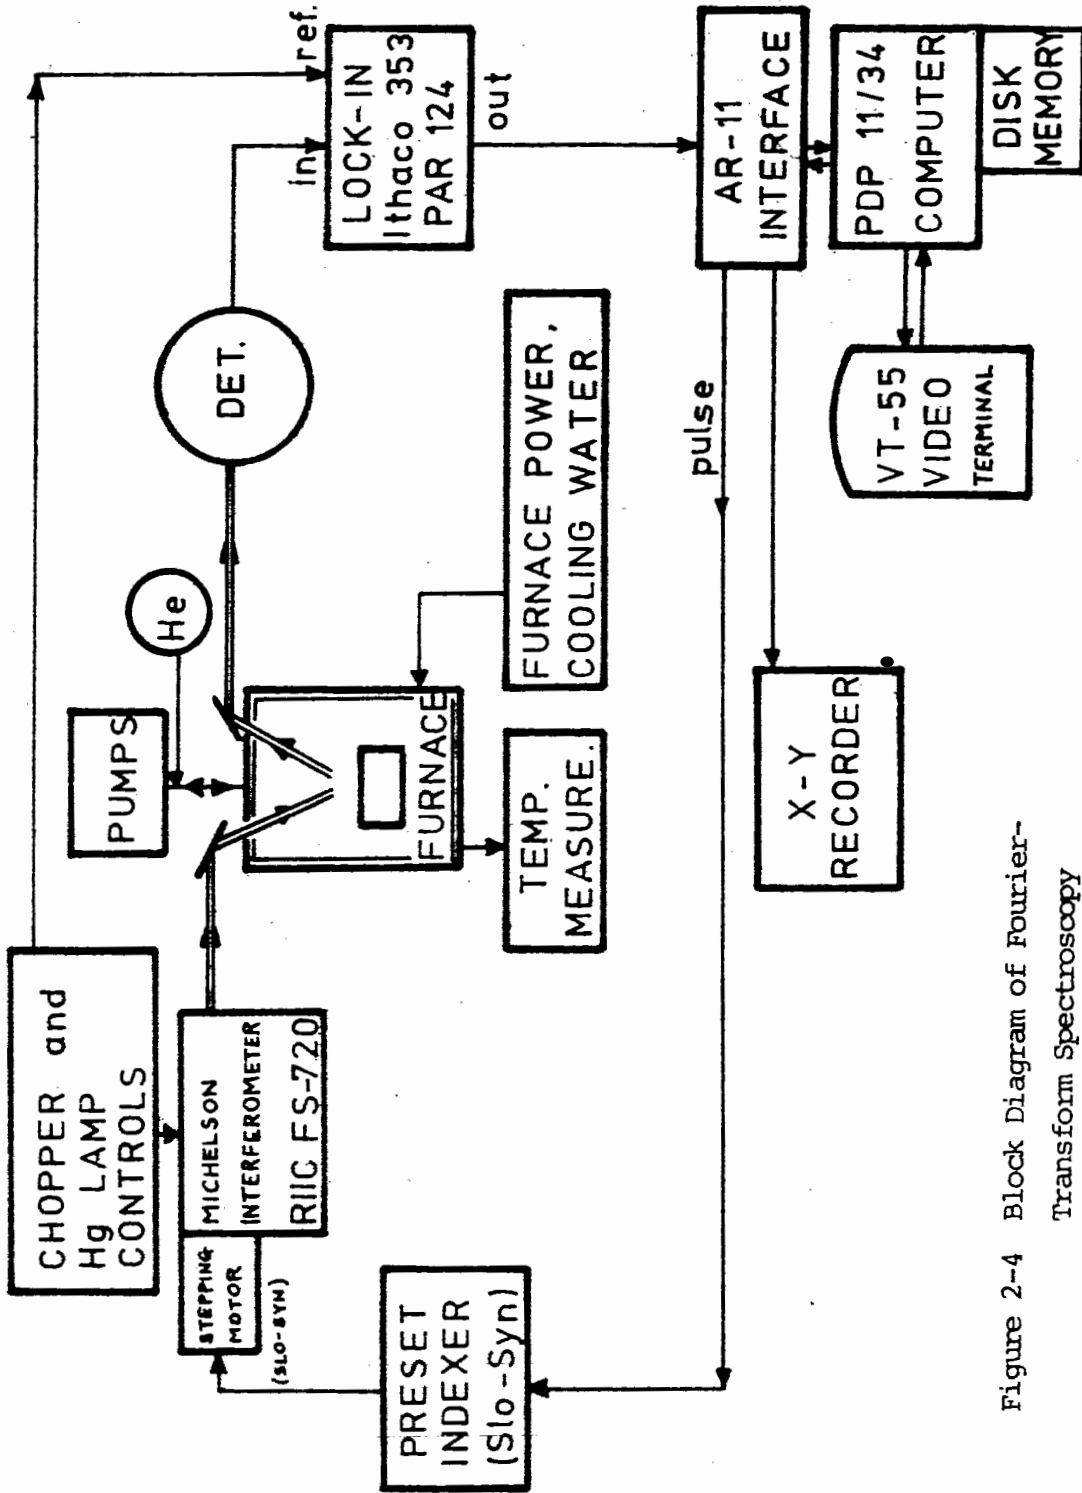 CHOPPER and
Hg LAMP
CONTROLS
STEPPING
MOTOR
(SLO-SYN)
MICHELSON
INTERFEROMETER
RIIC FS-720
PRESET
INDEXER
(Slo-Syn)
PUMPS
He
FURNACE
TEMP.
MEASURE.
FURNACE POWER,
COOLING WATER
DET.
in
ref.
LOCK-IN
Ithaco 353
PAR 124
out
AR-11
INTERFACE
pulse
PDP 11/34
COMPUTER
DISK
MEMORY
VT-55
VIDEO
TERMINAL
X-Y
RECORDER
Figure 2-4 Block Diagram of Fourier-
Transform Spectroscopy